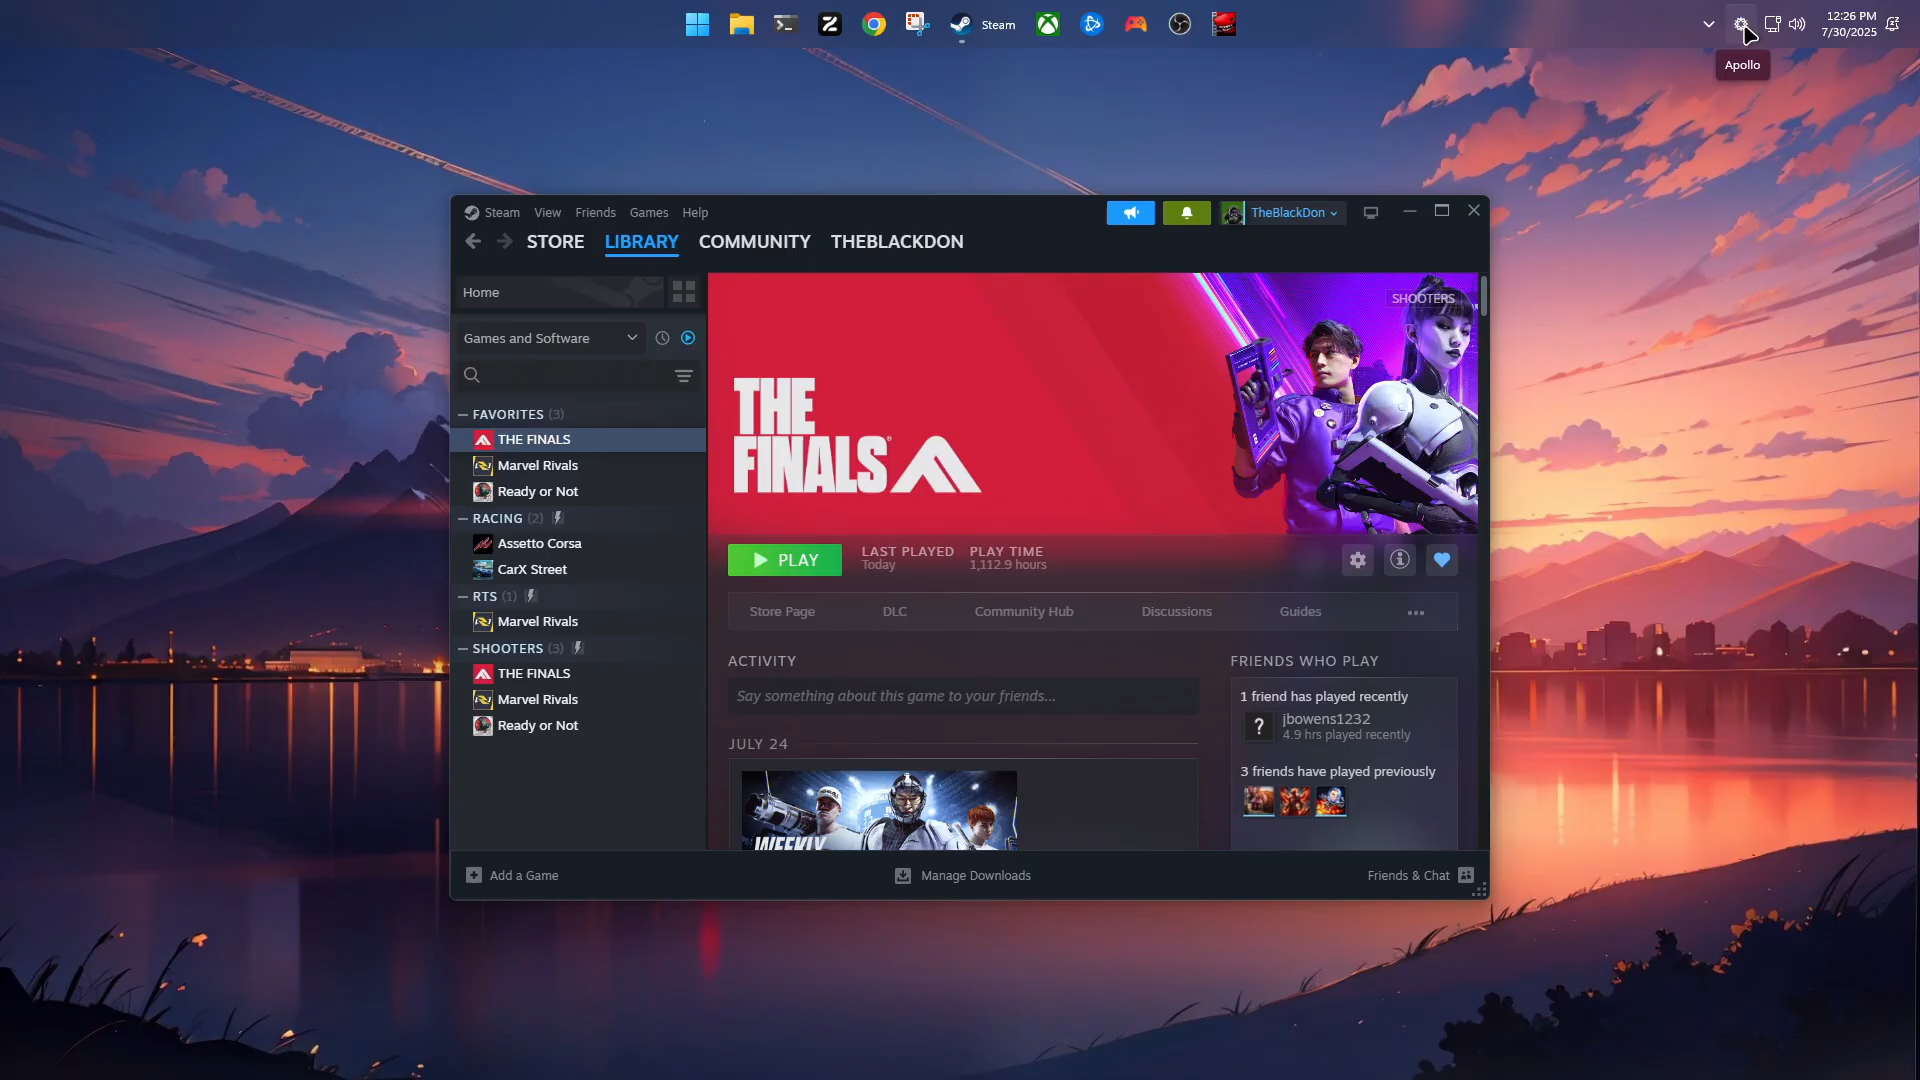 Steam
12:26 PM
7/30/2025
Apollo
Steam View Friends Games Help
TheBlackDon
STORE LIBRARY COMMUNITY THEBLACKDON
Home
Games and Software
FAVORITES (3)
THE FINALS
Marvel Rivals
Ready or Not
RACING (2)
Assetto Corsa
CarX Street
RTS (1)
Marvel Rivals
SHOOTERS (3)
THE FINALS
Marvel Rivals
Ready or Not
SHOOTERS
THE
FINALS
PLAY
LAST PLAYED
Today
PLAY TIME
1,112.9 hours
Store Page DLC Community Hub Discussions Guides
ACTIVITY
Say something about this game to your friends...
JULY 24
WEEKLY
FRIENDS WHO PLAY
1 friend has played recently
?
jbowens1232
4.9 hrs played recently
3 friends have played previously
Add a Game
Manage Downloads
Friends & Chat